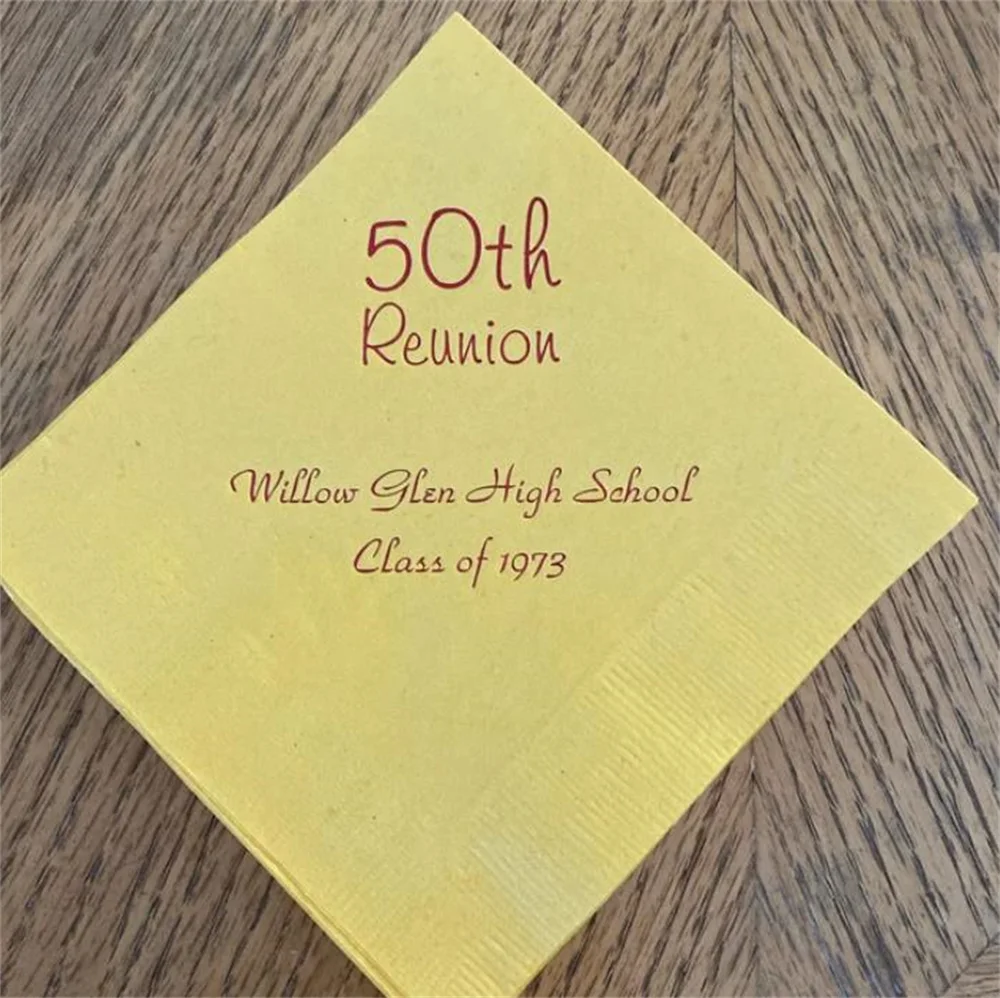 50th
Reunion
Willow Glen High School
Class of 1973